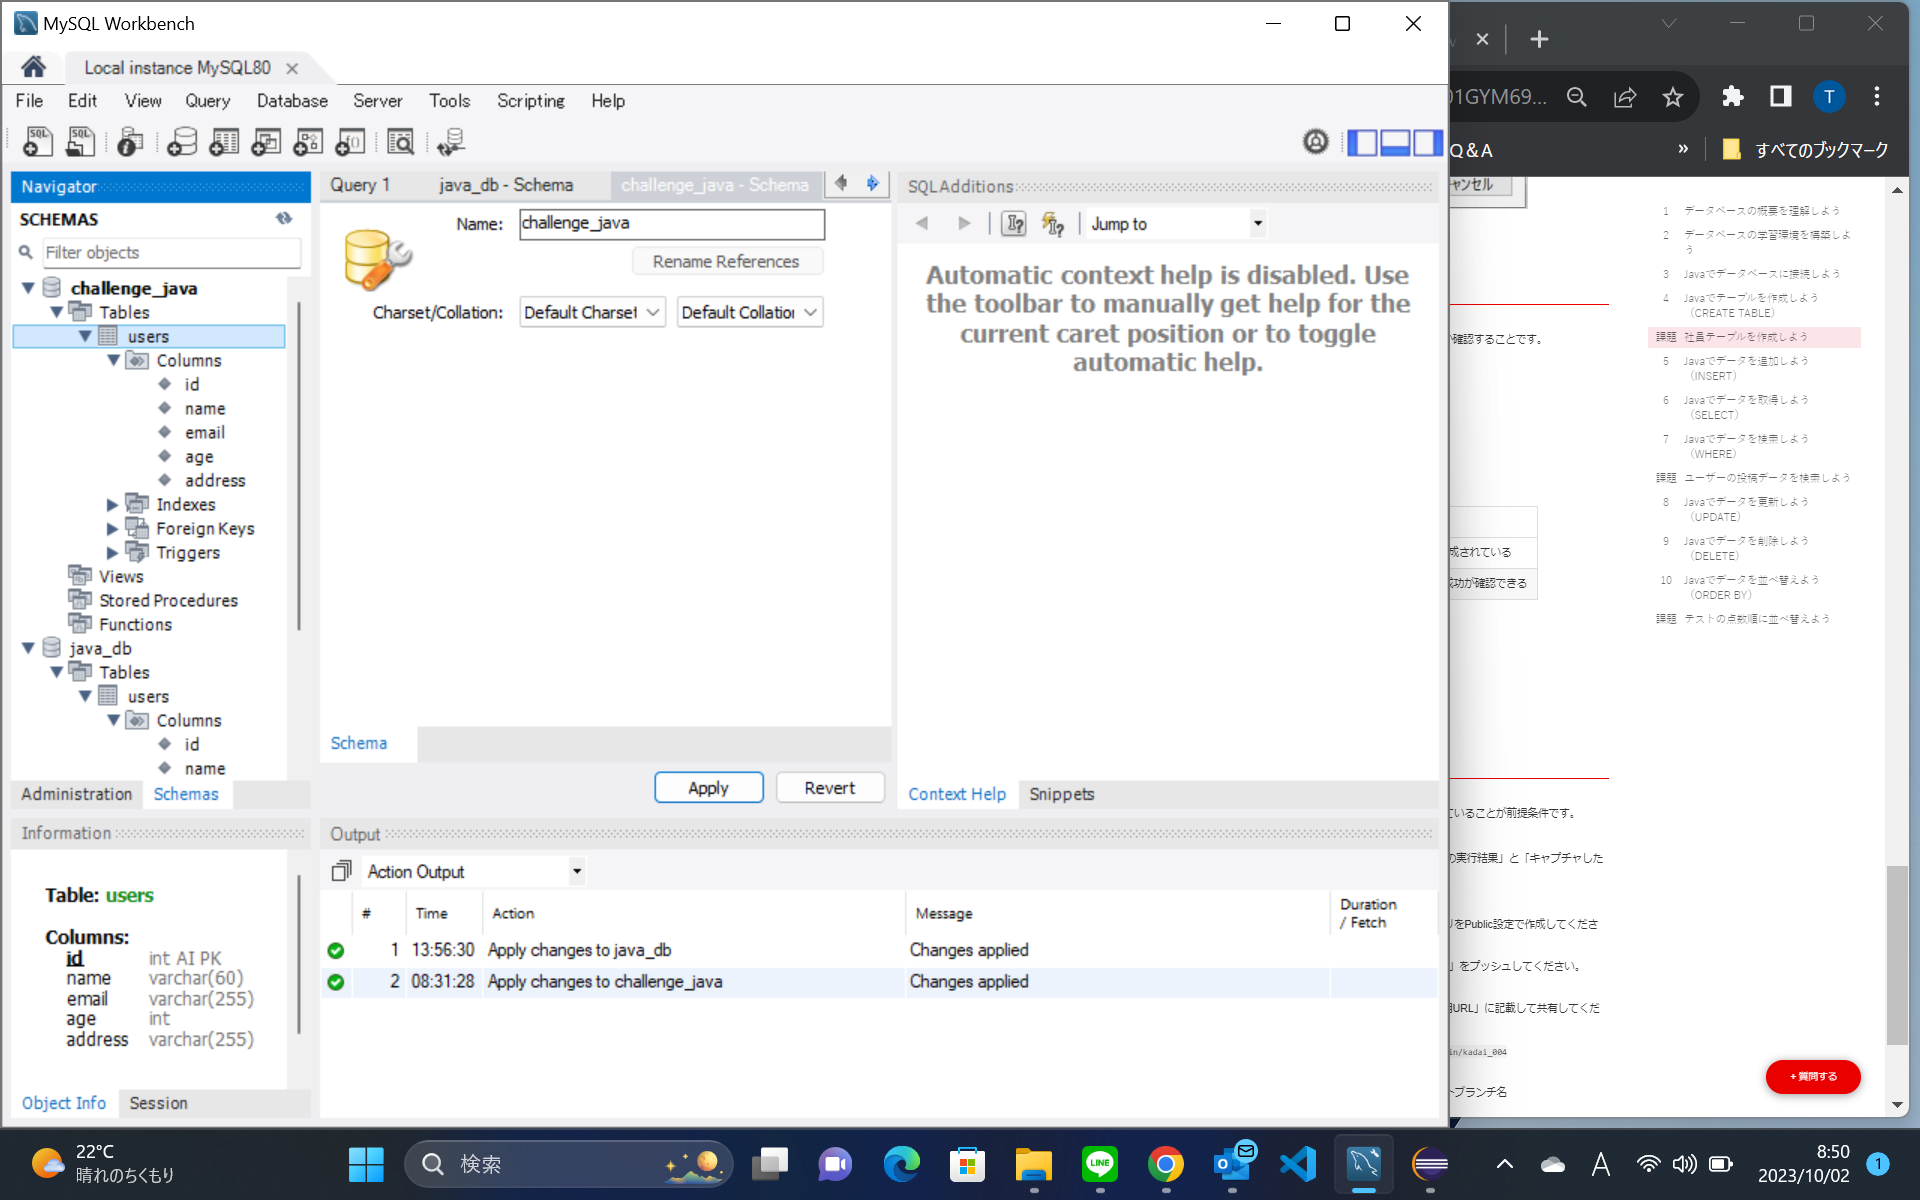 MySQL Workbench
Local instance MySQL80
File Edit View Query Database Server Tools Scripting Help
Navigator
SCHEMAS
Filter objects
challenge_java
Tables
users
Columns
id
name
email
age
address
Indexes
Foreign Keys
Triggers
Views
Stored Procedures
Functions
java_db
Tables
users
Columns
id
name
Administration Schemas
Information
Table: users
Columns:
id int AI PK
name varchar(60)
email varchar(255)
age int
address varchar(255)
Object Info Session
Query 1 java_db - Schema challenge_java - Schema
Name: challenge_java
Rename References
Charset/Collation: Default Charset Default Collation
Schema
Apply Revert
SQLAdditions
Jump to
Automatic context help is disabled. Use
the toolbar to manually get help for the
current caret position or to toggle
automatic help.
Context Help Snippets
Output
Action Output
# Time Action Message Duration / Fetch
1 13:56:30 Apply changes to java_db Changes applied
2 08:31:28 Apply changes to challenge_java Changes applied
01GYM69...
T
Q&A
»
すべてのブックマーク
ャンセル
確認することです。
成されている
功が確認できる
ていることが前提条件です。
の実行結果」と「キャプチャした
をPublic設定で作成してくださ
」をプッシュしてください。
URL」に記載して共有してくだ
in/kadai_004
ブランチ名
1 データベースの概要を理解しよう
2 データベースの学習環境を構築しよ
う
3 Javaでデータベースに接続しよう
4 Javaでテーブルを作成しよう
（CREATE TABLE）
課題 社員テーブルを作成しよう
5 Javaでデータを追加しよう
（INSERT）
6 Javaでデータを取得しよう
（SELECT）
7 Javaでデータを検索しよう
（WHERE）
課題 ユーザーの投稿データを検索しよう
8 Javaでデータを更新しよう
（UPDATE）
9 Javaでデータを削除しよう
（DELETE）
10 Javaでデータを並べ替えよう
（ORDER BY）
課題 テストの点数順に並べ替えよう
+ 質問する
22°C
晴れのちくもり
検索
LINE
A
8:50
2023/10/02
1